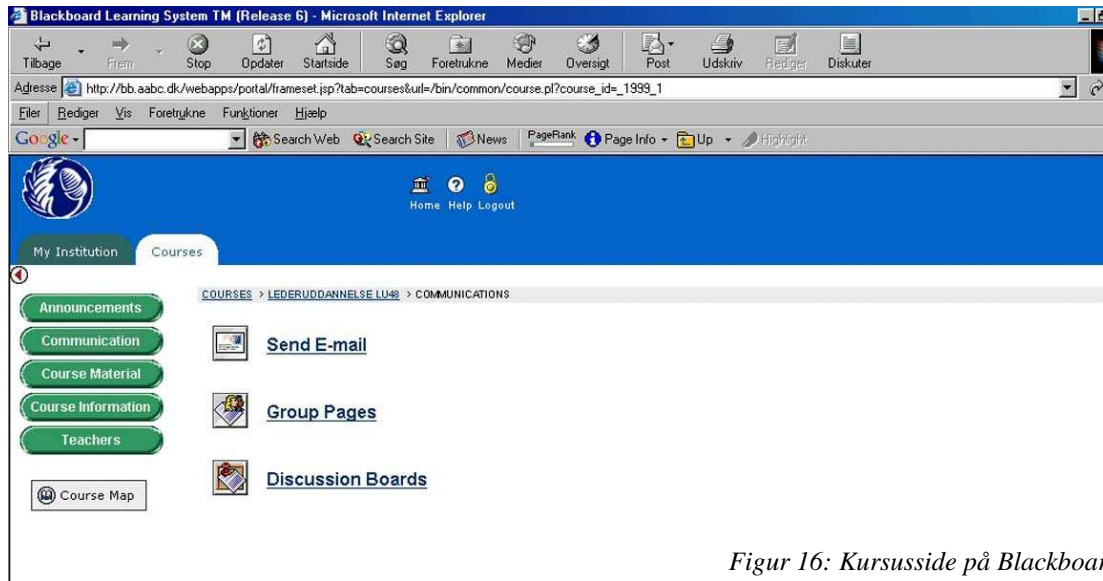 Blackboard Learning System TM (Release 6) - Microsoft Internet Explorer
Tilbage Frem Stop Opdater Startside Søg Foretrukne Medier Oversigt Post Udskriv Rediger Diskuter
Adresse http://bb.aabc.dk/webapps/portal/frameset.jsp?tab=courses&url=/bin/common/course.pl?course_id=_1999_1
Filer Rediger Vis Foretrukne Funktioner Hjælp
Google Search Web Search Site News PageRank Page Info Up Highlight
Home Help Logout
My Institution Courses
COURSES > LEDERUDDANNELSE LU48 > COMMUNICATIONS
Announcements
Communication
Course Material
Course Information
Teachers
Course Map
Send E-mail
Group Pages
Discussion Boards
Figur 16: Kursusside på Blackboar